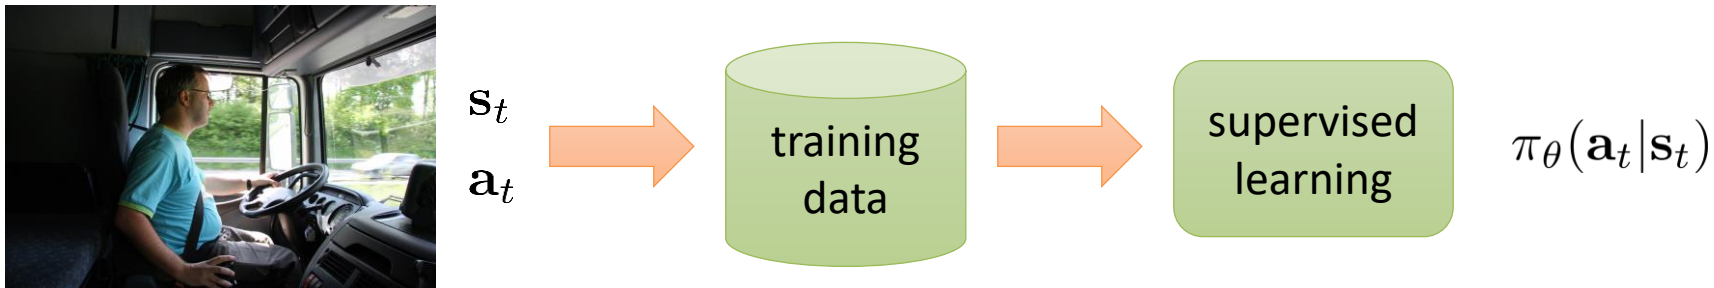 s_t
a_t
training
data
supervised
learning
π_θ(a_t|s_t)